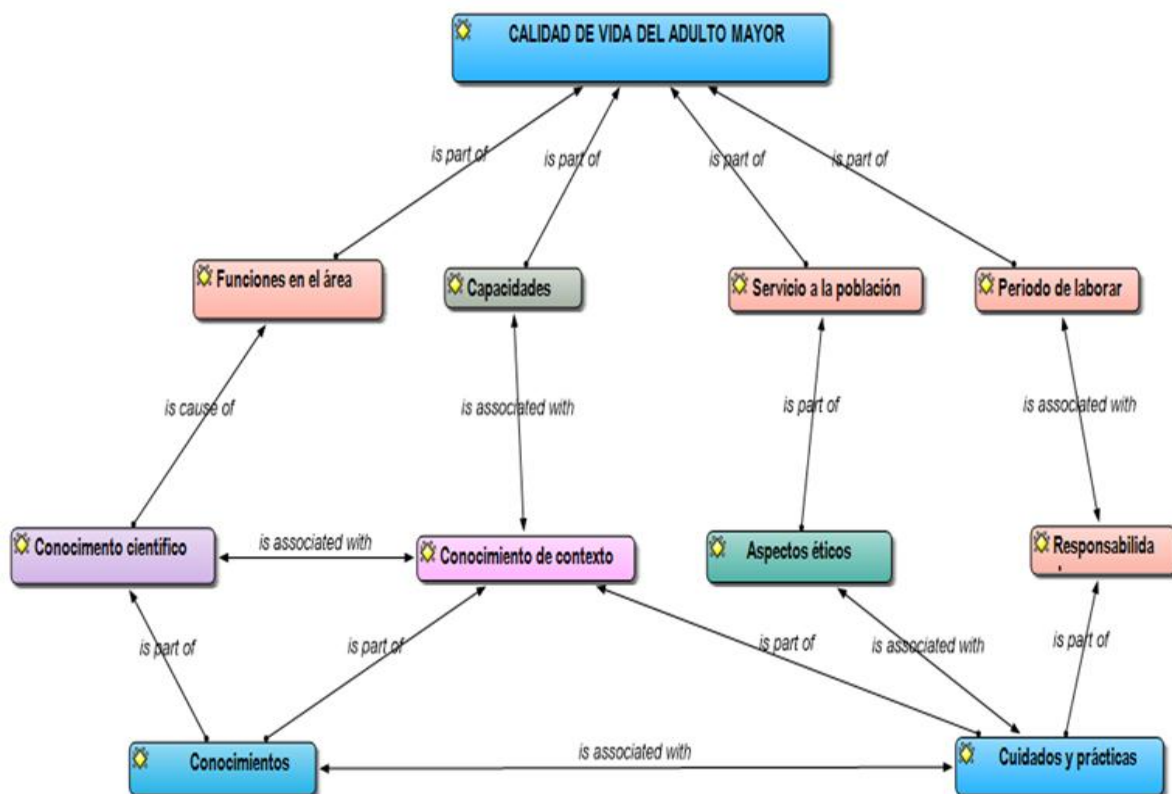 CALIDAD DE VIDA DEL ADULTO MAYOR
is part of
is part of
is part of
is part of
Funciones en el área
Capacidades
Servicio a la población
Periodo de laborar
is cause of
is associated with
is part of
is associated with
Conocimento científico
is associated with
Conocimiento de contexto
Aspectos éticos
Responsabilida
is part of
is part of
is part of
is associated with
is part of
Conocimientos
is associated with
Cuidados y prácticas